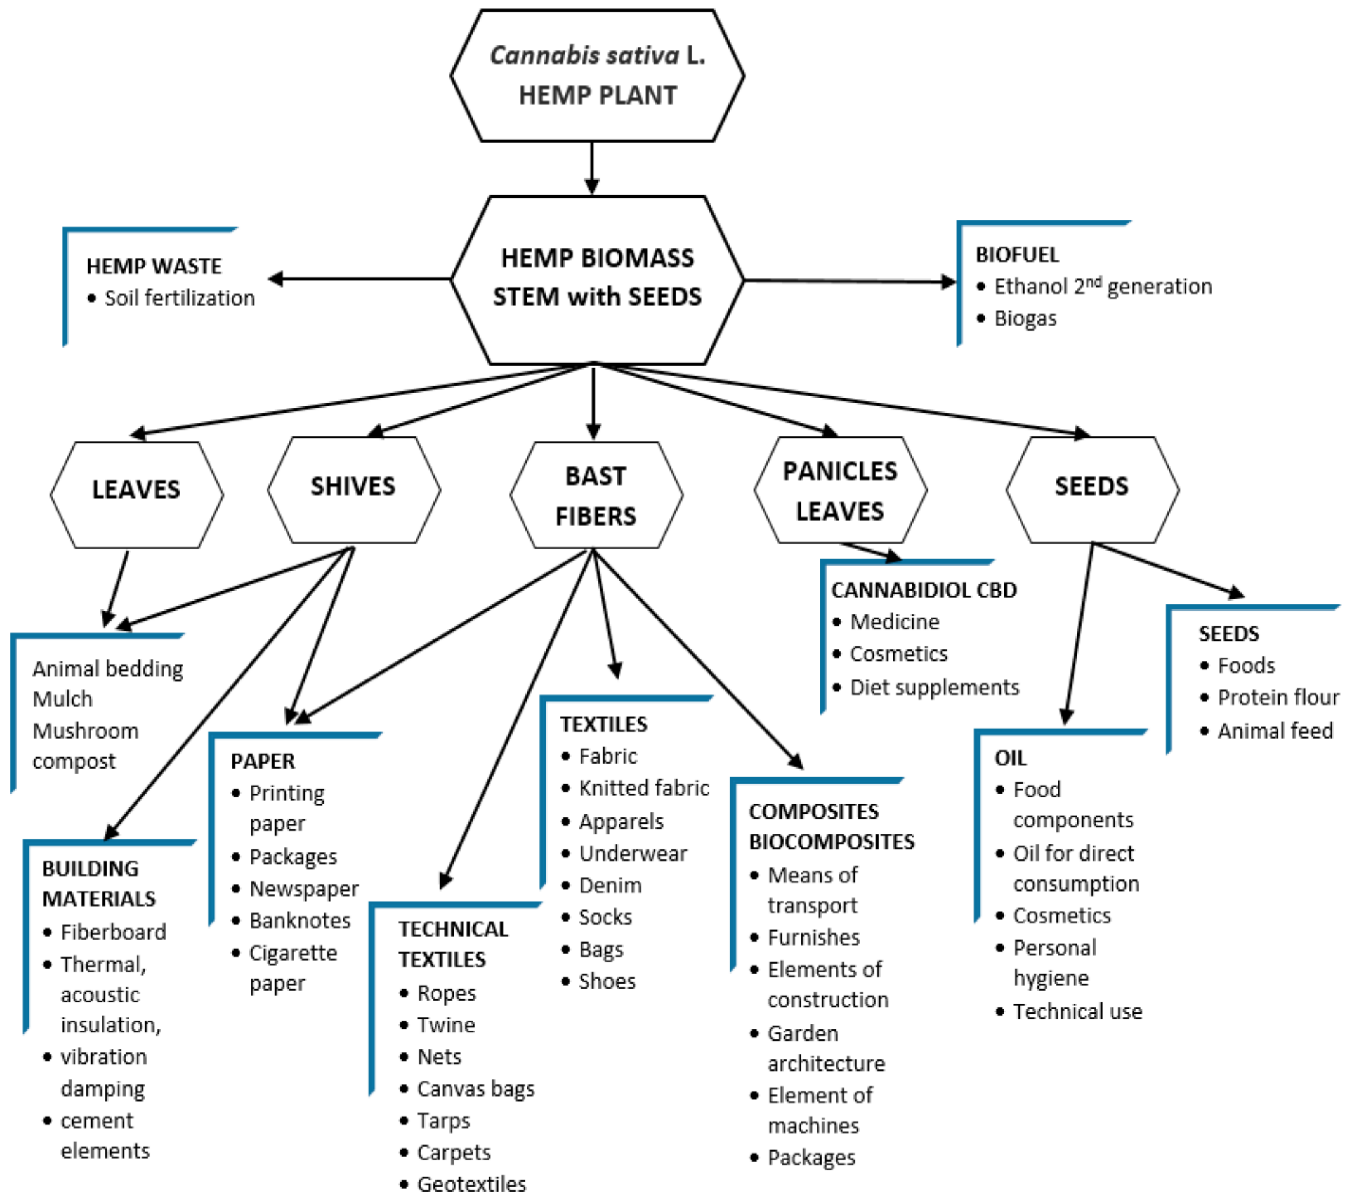 Cannabis sativa L.
HEMP PLANT
HEMP BIOMASS
STEM with SEEDS
HEMP WASTE
• Soil fertilization
BIOFUEL
• Ethanol 2nd generation
• Biogas
LEAVES
SHIVES
BAST
FIBERS
PANICLES
LEAVES
SEEDS
Animal bedding
Mulch
Mushroom
compost
BUILDING
MATERIALS
• Fiberboard
• Thermal,
acoustic
insulation,
• vibration
damping
• cement
elements
PAPER
• Printing
paper
• Packages
• Newspaper
• Banknotes
• Cigarette
paper
TECHNICAL
TEXTILES
• Ropes
• Twine
• Nets
• Canvas bags
• Tarps
• Carpets
• Geotextiles
TEXTILES
• Fabric
• Knitted fabric
• Apparels
• Underwear
• Denim
• Socks
• Bags
• Shoes
COMPOSITES
BIOCOMPOSITES
• Means of
transport
• Furnishes
• Elements of
construction
• Garden
architecture
• Element of
machines
• Packages
CANNABIDIOL CBD
• Medicine
• Cosmetics
• Diet supplements
OIL
• Food
components
• Oil for direct
consumption
• Cosmetics
• Personal
hygiene
• Technical use
SEEDS
• Foods
• Protein flour
• Animal feed